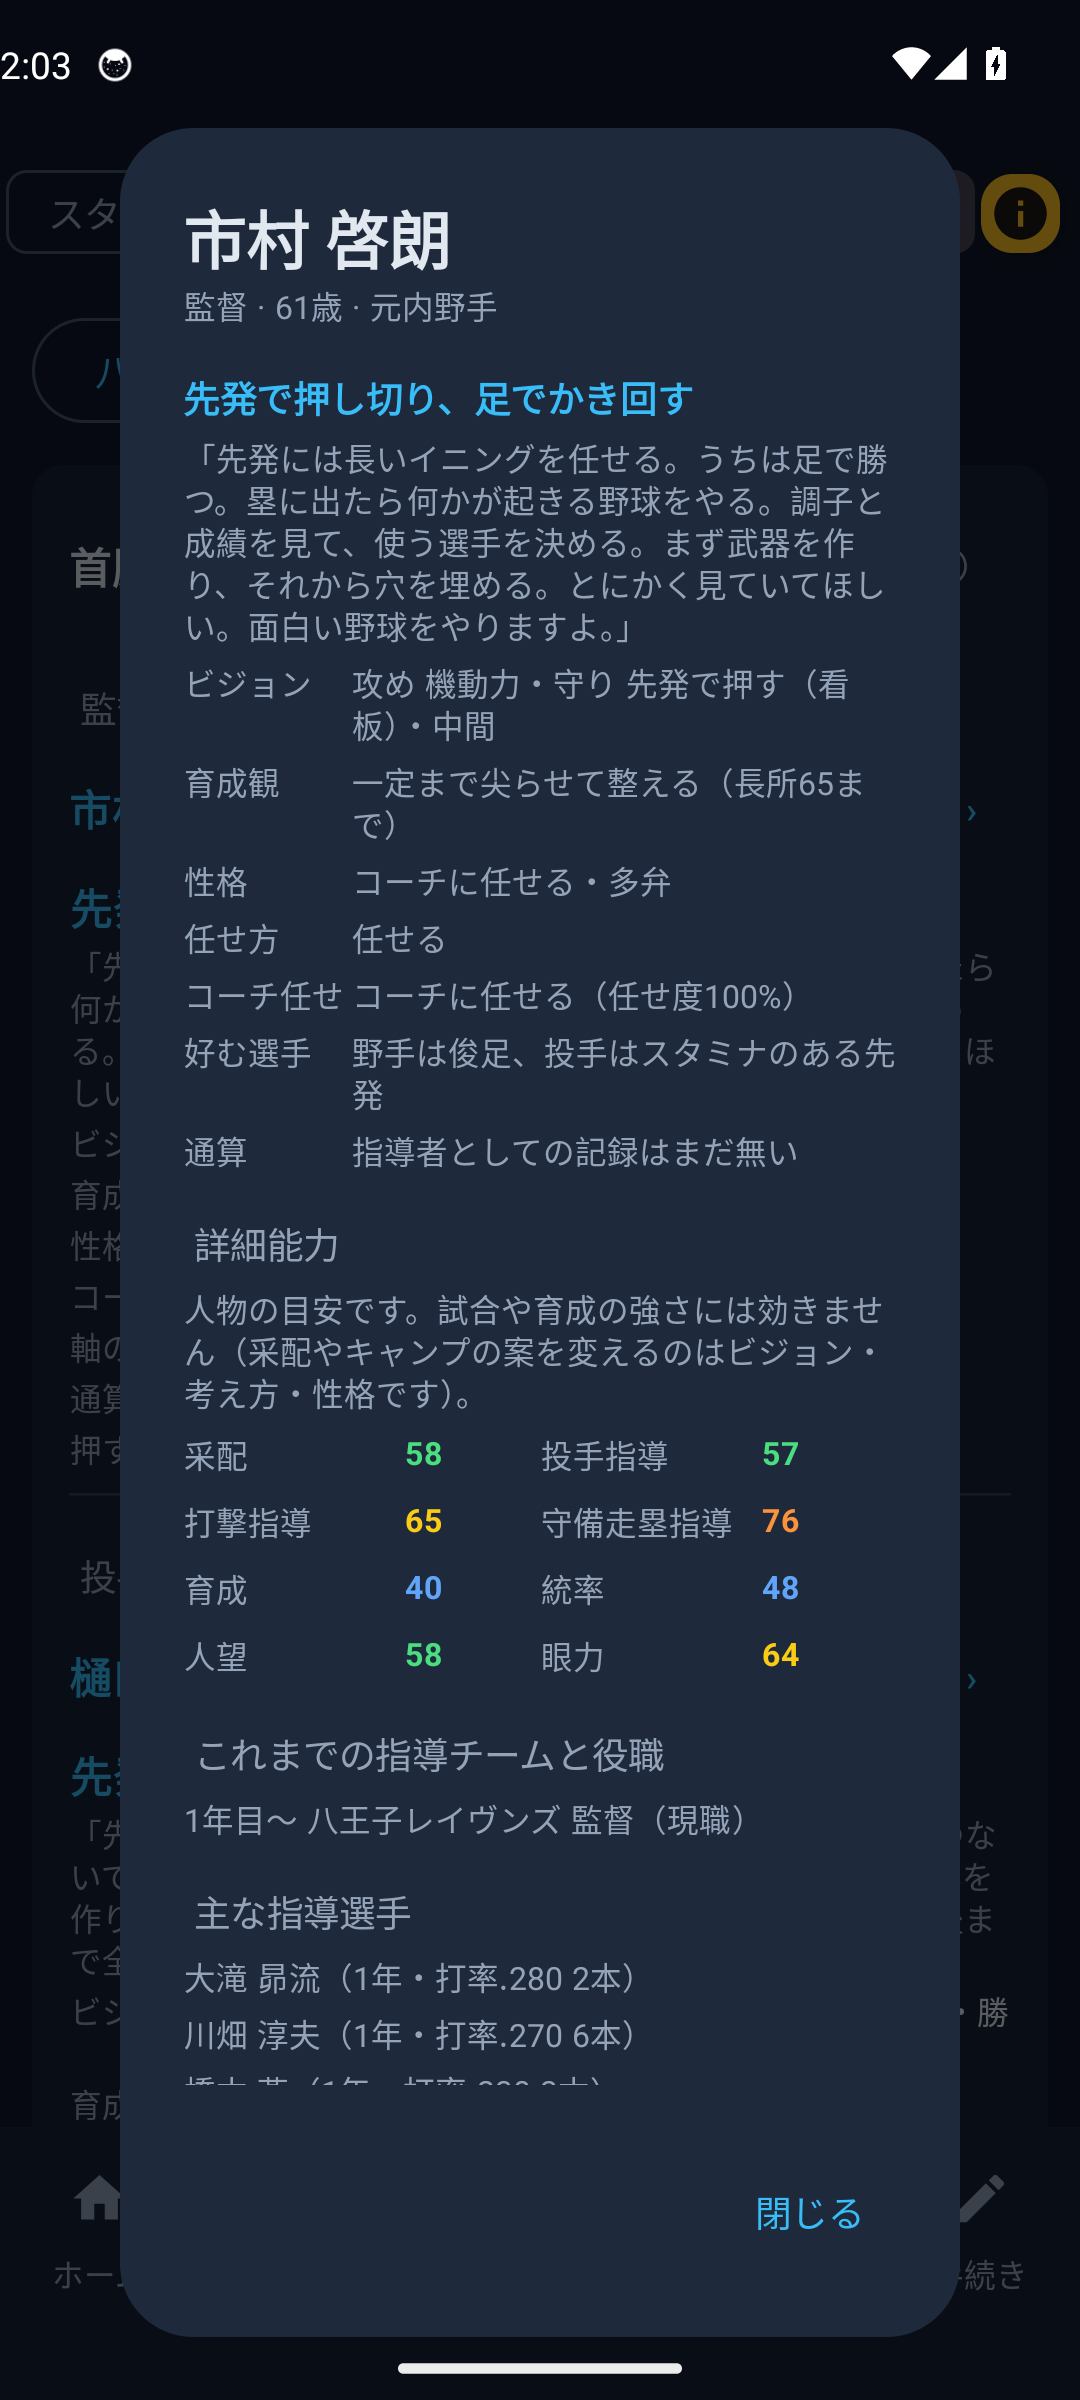 2:03
スタ
ハ
市村 啓朗
監督 · 61歳 · 元内野手
先発で押し切り、足でかき回す
「先発には長いイニングを任せる。うちは足で勝
つ。塁に出たら何かが起きる野球をやる。調子と
成績を見て、使う選手を決める。まず武器を作
り、それから穴を埋める。とにかく見ていてほし
い。面白い野球をやりますよ。」
ビジョン 攻め 機動力・守り 先発で押す（看
板）・中間
育成観 一定まで尖らせて整える（長所65ま
で）
性格 コーチに任せる・多弁
任せ方 任せる
コーチ任せ コーチに任せる（任せ度100%）
好む選手 野手は俊足、投手はスタミナのある先
発
通算 指導者としての記録はまだ無い
詳細能力
人物の目安です。試合や育成の強さには効きませ
ん（采配やキャンプの案を変えるのはビジョン・
考え方・性格です）。
采配 58 投手指導 57
打撃指導 65 守備走塁指導 76
育成 40 統率 48
人望 58 眼力 64
これまでの指導チームと役職
1年目〜 八王子レイヴンズ 監督（現職）
主な指導選手
大滝 昴流（1年・打率.280 2本）
川畑 淳夫（1年・打率.270 6本）
閉じる
ホー
続き